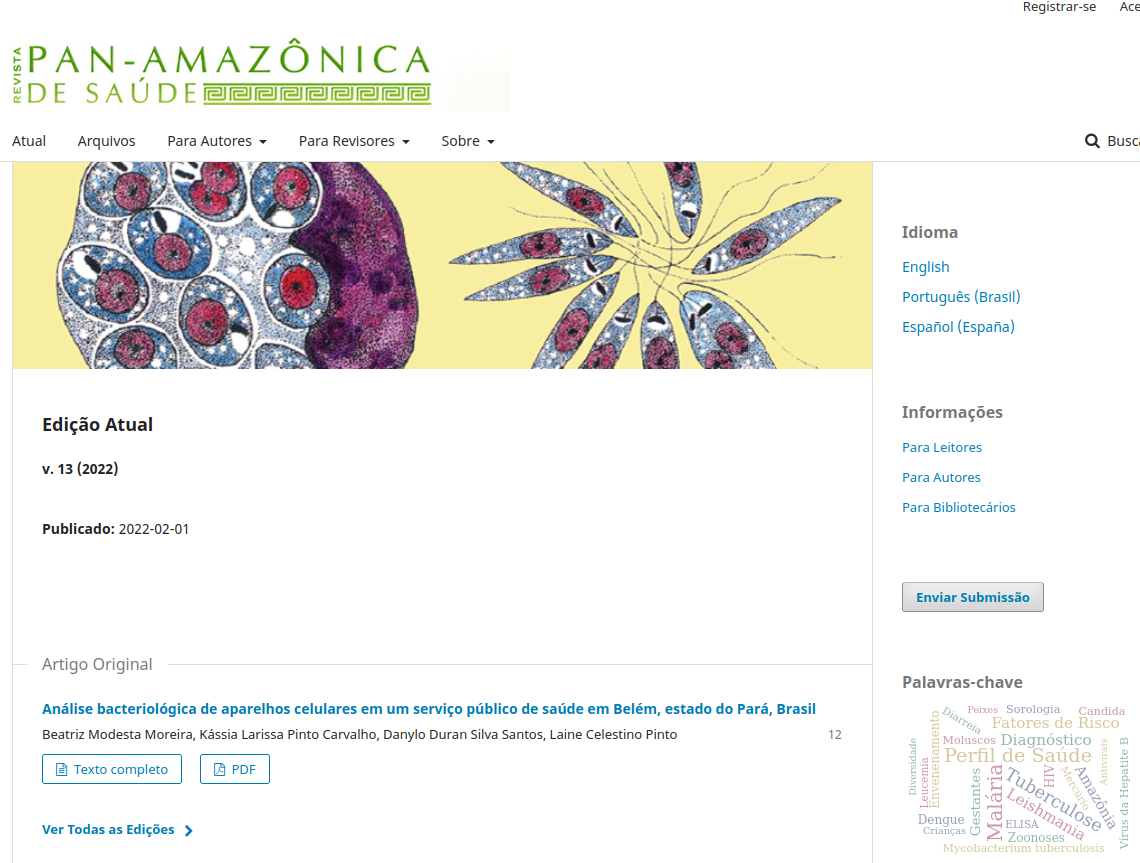 Registrar-se
REVISTA
PAN-AMAZÔNICA
DE SAÚDE
Atual Arquivos Para Autores Para Revisores Sobre
Edição Atual
v. 13 (2022)
Publicado: 2022-02-01
Artigo Original
Análise bacteriológica de aparelhos celulares em um serviço público de saúde em Belém, estado do Pará, Brasil
Beatriz Modesta Moreira, Kássia Larissa Pinto Carvalho, Danylo Duran Silva Santos, Laine Celestino Pinto 12
Texto completo PDF
Ver Todas as Edições
Idioma
English
Português (Brasil)
Español (España)
Informações
Para Leitores
Para Autores
Para Bibliotecários
Enviar Submissão
Palavras-chave
Diarreia
Peixes
Sorologia
Candida
Fatores de Risco
Moluscos
Diagnóstico
Perfil de Saúde
Diversidade
Leucemia
Envenenamento
Gestantes
Malária
Tuberculose
Leishmania
HIV
Mercúrio
Amazônia
Antivirais
Vírus da Hepatite B
Dengue
Crianças
ELISA
Zoonoses
Mycobacterium tuberculosis